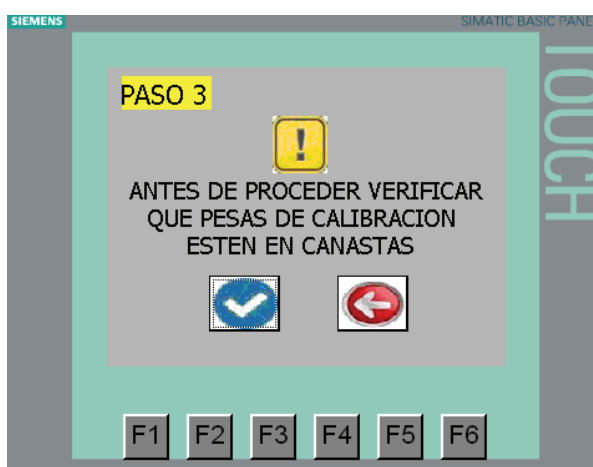 SIEMENS
SIMATIC BASIC PANE
TOUCH
PASO 3
!
ANTES DE PROCEDER VERIFICAR
QUE PESAS DE CALIBRACION
ESTEN EN CANASTAS
F1 F2 F3 F4 F5 F6